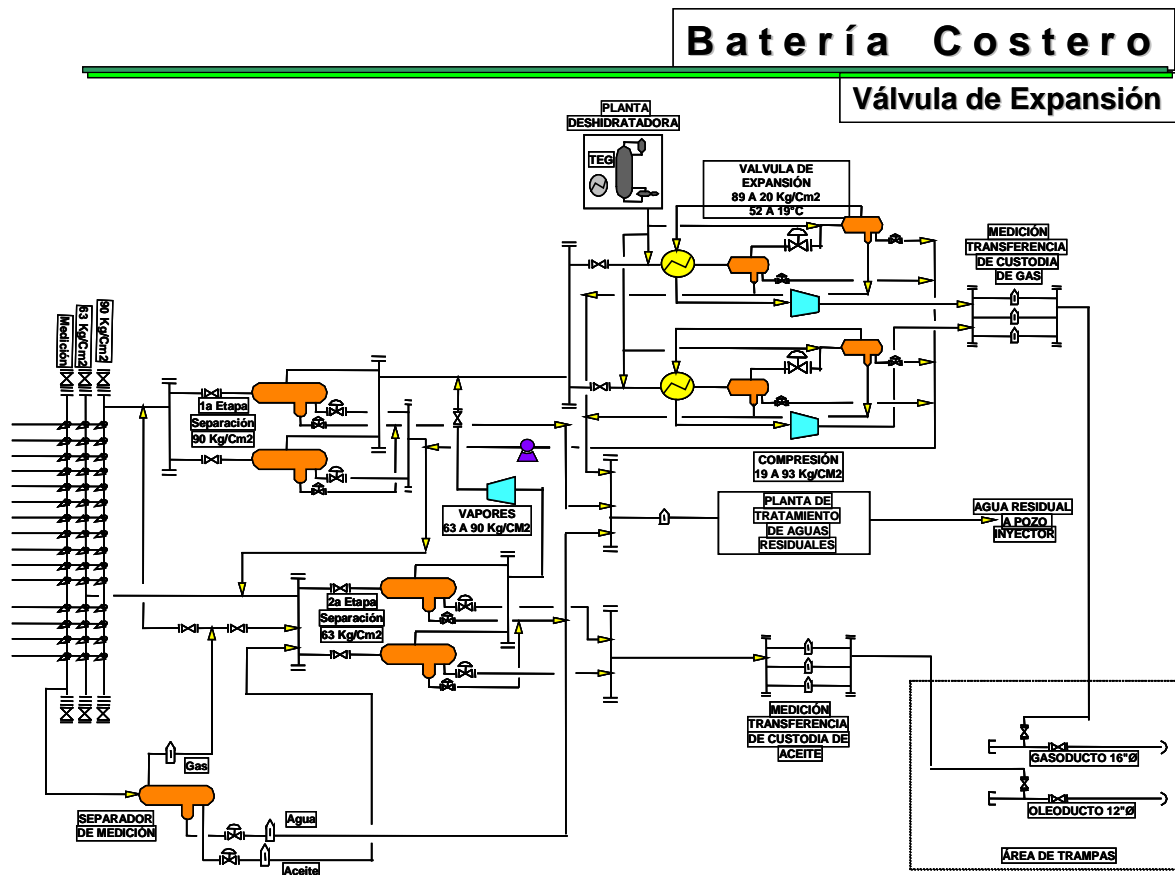 Batería Costero
Válvula de Expansión
PLANTA
DESHIDRATADORA
TEG
VALVULA DE
EXPANSIÓN
89 A 20 Kg/Cm2
52 A 19°C
MEDICIÓN
TRANSFERENCIA
DE CUSTODIA
DE GAS
Medición
63 Kg/Cm2
90 Kg/Cm2
1a Etapa
Separación
90 Kg/Cm2
COMPRESIÓN
19 A 93 Kg/CM2
VAPORES
63 A 90 Kg/CM2
PLANTA DE
TRATAMIENTO
DE AGUAS
RESIDUALES
AGUA RESIDUAL
A POZO
INYECTOR
2a Etapa
Separación
63 Kg/Cm2
MEDICIÓN
TRANSFERENCIA
DE CUSTODIA DE
ACEITE
Gas
SEPARADOR
DE MEDICIÓN
Agua
Aceite
GASODUCTO 16"Ø
OLEODUCTO 12"Ø
ÁREA DE TRAMPAS